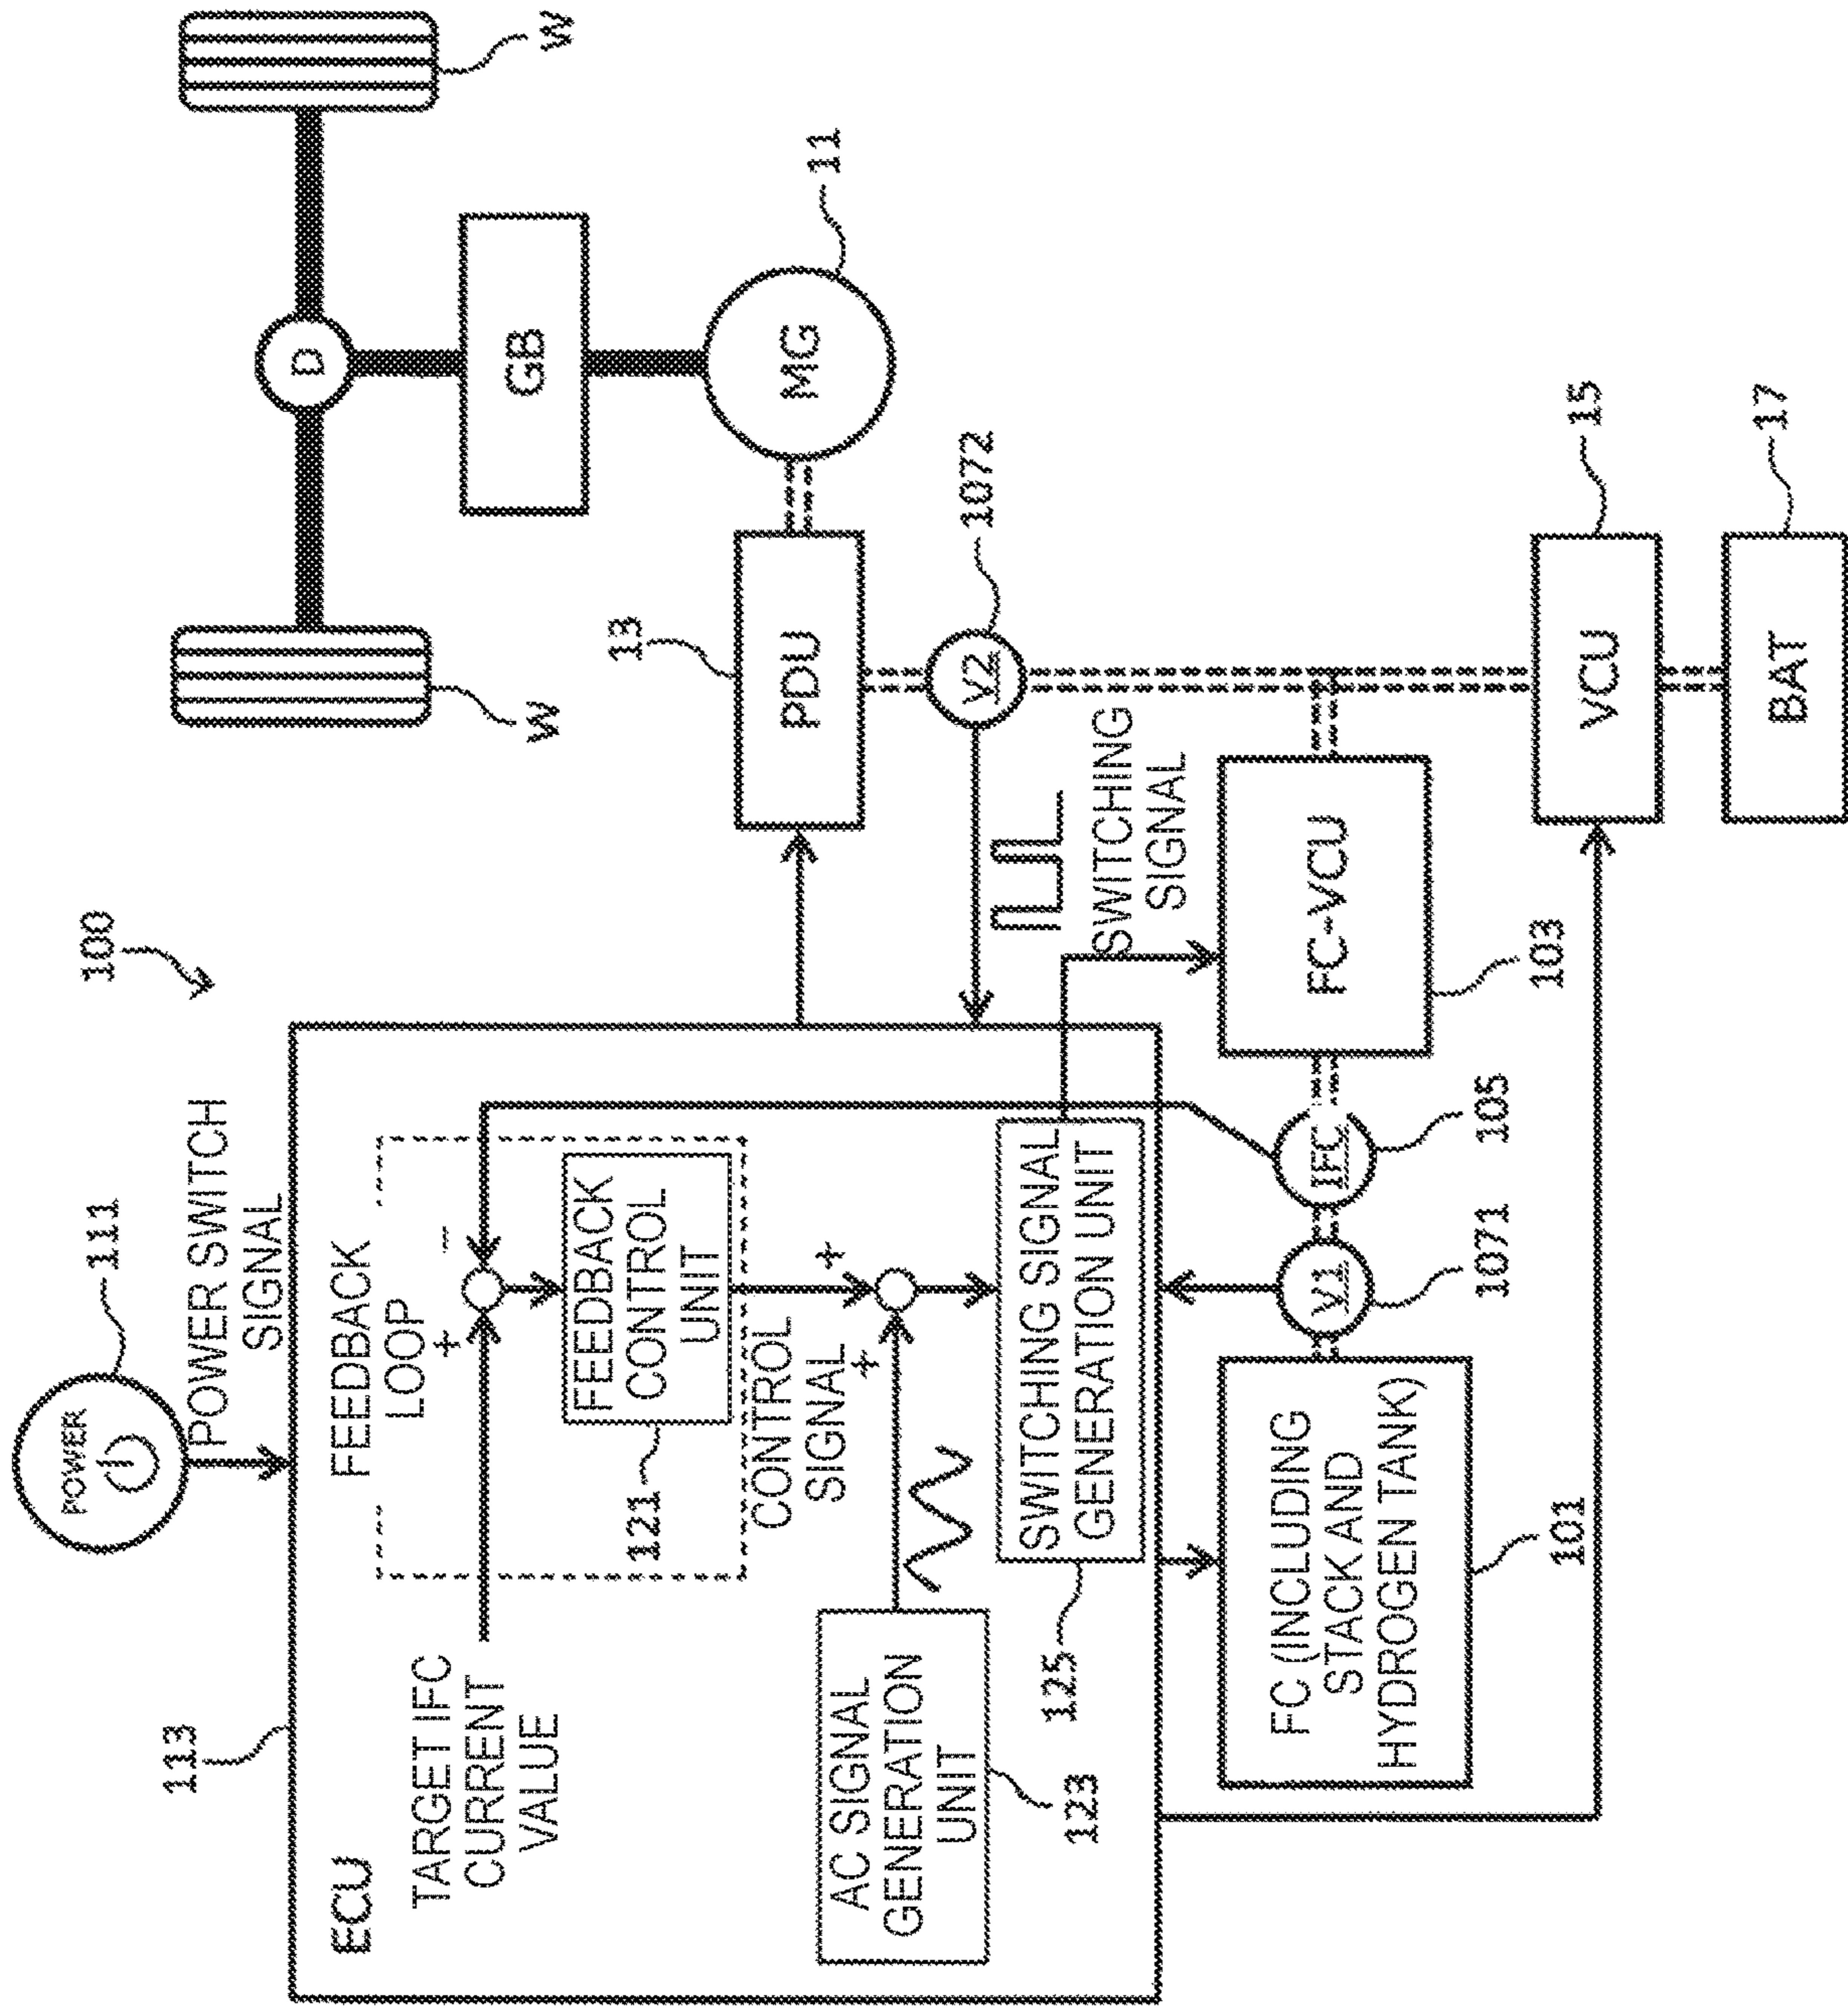 100
111
POWER
POWER SWITCH
SIGNAL
113
ECU
FEEDBACK
LOOP
TARGET IFC
CURRENT
VALUE
+
-
FEEDBACK
CONTROL
UNIT
121
CONTROL
SIGNAL
+
+
AC SIGNAL
GENERATION
UNIT
123
SWITCHING SIGNAL
GENERATION UNIT
125
SWITCHING
SIGNAL
FC (INCLUDING
STACK AND
HYDROGEN TANK)
101
V1
1071
IFC
105
FC-VCU
103
W
W
D
GB
MG
11
PDU
13
V2
1072
VCU
15
BAT
17